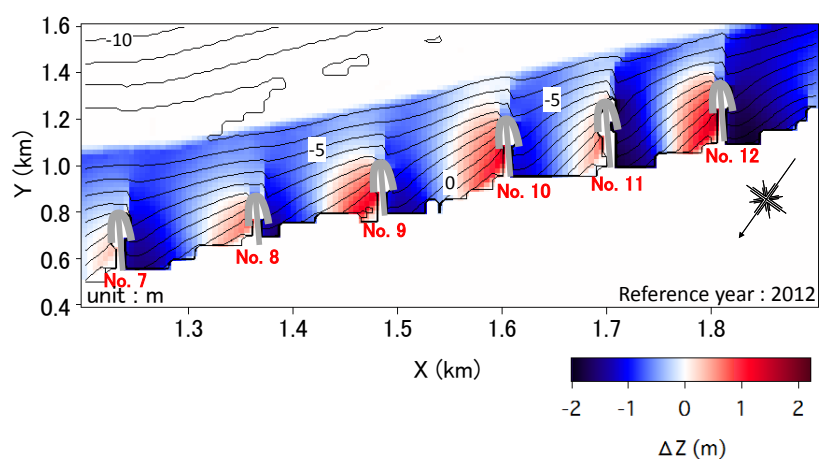 1.6
1.4
1.2
1.0
0.8
0.6
0.4
Y (km)
-10
-5
-5
0
No. 7
No. 8
No. 9
No. 10
No. 11
No. 12
unit : m
Reference year : 2012
1.3
1.4
1.5
1.6
1.7
1.8
X (km)
-2
-1
0
1
2
ΔZ (m)